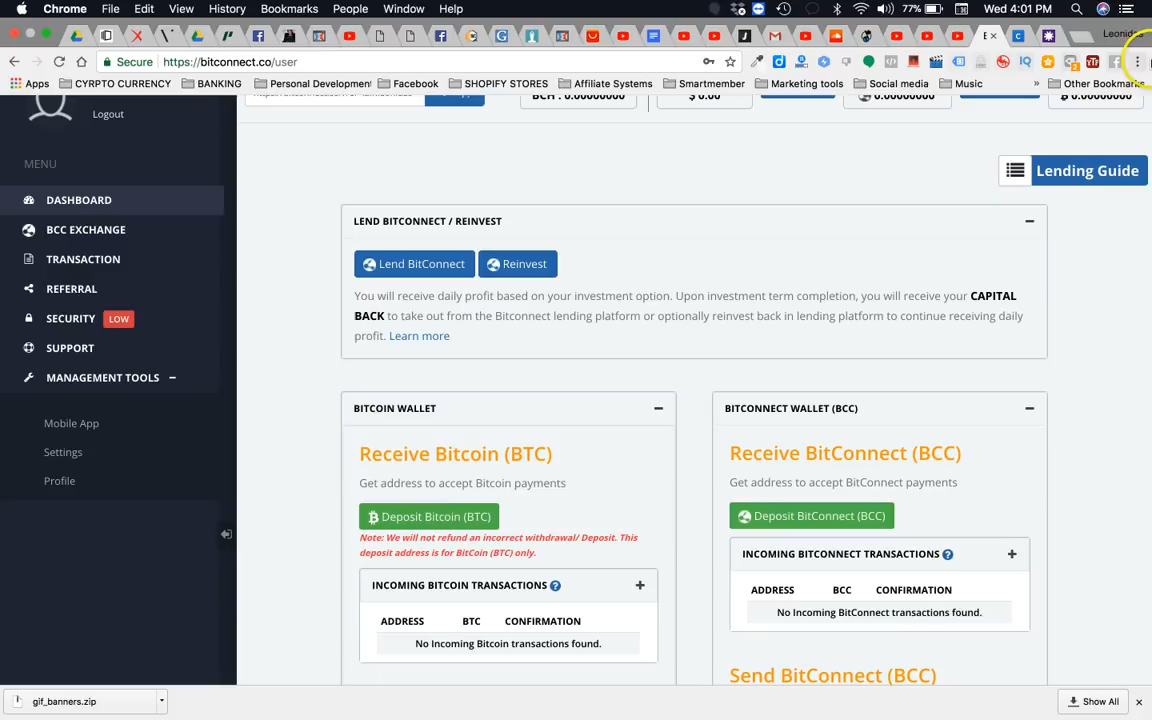 Chrome File Edit View History Bookmarks People Window Help 77% Wed 4:01 PM
Leonidas
Secure https://bitconnect.co/user
Apps CYRPTO CURRENCY BANKING Personal Development Facebook SHOPIFY STORES Affiliate Systems Smartmember Marketing tools Social media Music » Other Bookmarks
Logout
BCH : 0.00000000 $ 0.00 0.00000000 0.00000000
MENU
Lending Guide
DASHBOARD
BCC EXCHANGE
TRANSACTION
REFERRAL
SECURITY LOW
SUPPORT
MANAGEMENT TOOLS
Mobile App
Settings
Profile
LEND BITCONNECT / REINVEST
Lend BitConnect Reinvest
You will receive daily profit based on your investment option. Upon investment term completion, you will receive your CAPITAL
BACK to take out from the Bitconnect lending platform or optionally reinvest back in lending platform to continue receiving daily
profit. Learn more
BITCOIN WALLET
Receive Bitcoin (BTC)
Get address to accept Bitcoin payments
Deposit Bitcoin (BTC)
Note: We will not refund an incorrect withdrawal/ Deposit. This
deposit address is for BitCoin (BTC) only.
INCOMING BITCOIN TRANSACTIONS
ADDRESS BTC CONFIRMATION
No Incoming Bitcoin transactions found.
BITCONNECT WALLET (BCC)
Receive BitConnect (BCC)
Get address to accept BitConnect payments
Deposit BitConnect (BCC)
INCOMING BITCONNECT TRANSACTIONS
ADDRESS BCC CONFIRMATION
No Incoming BitConnect transactions found.
Send BitConnect (BCC)
gif_banners.zip
Show All